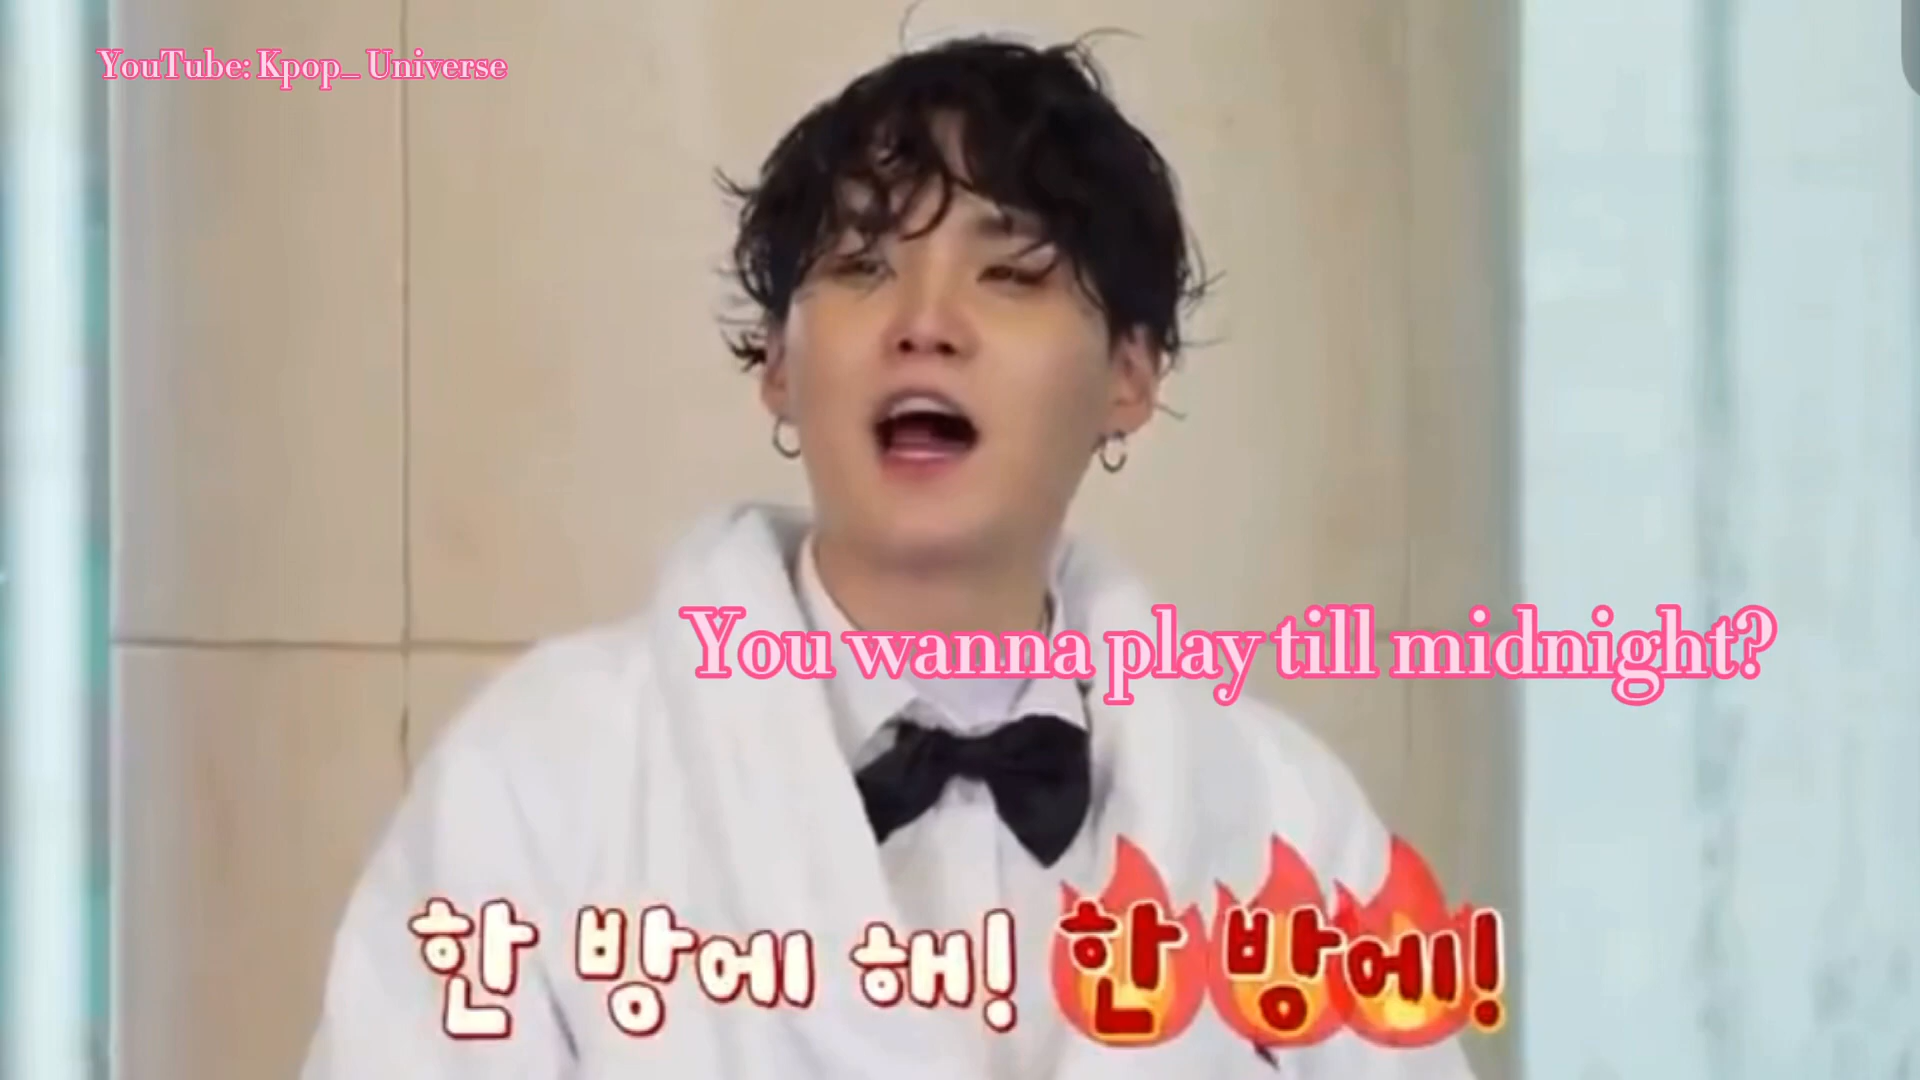 YouTube: Kpop_ Universe
You wanna play till midnight?
한 방에 해! 한 방에!